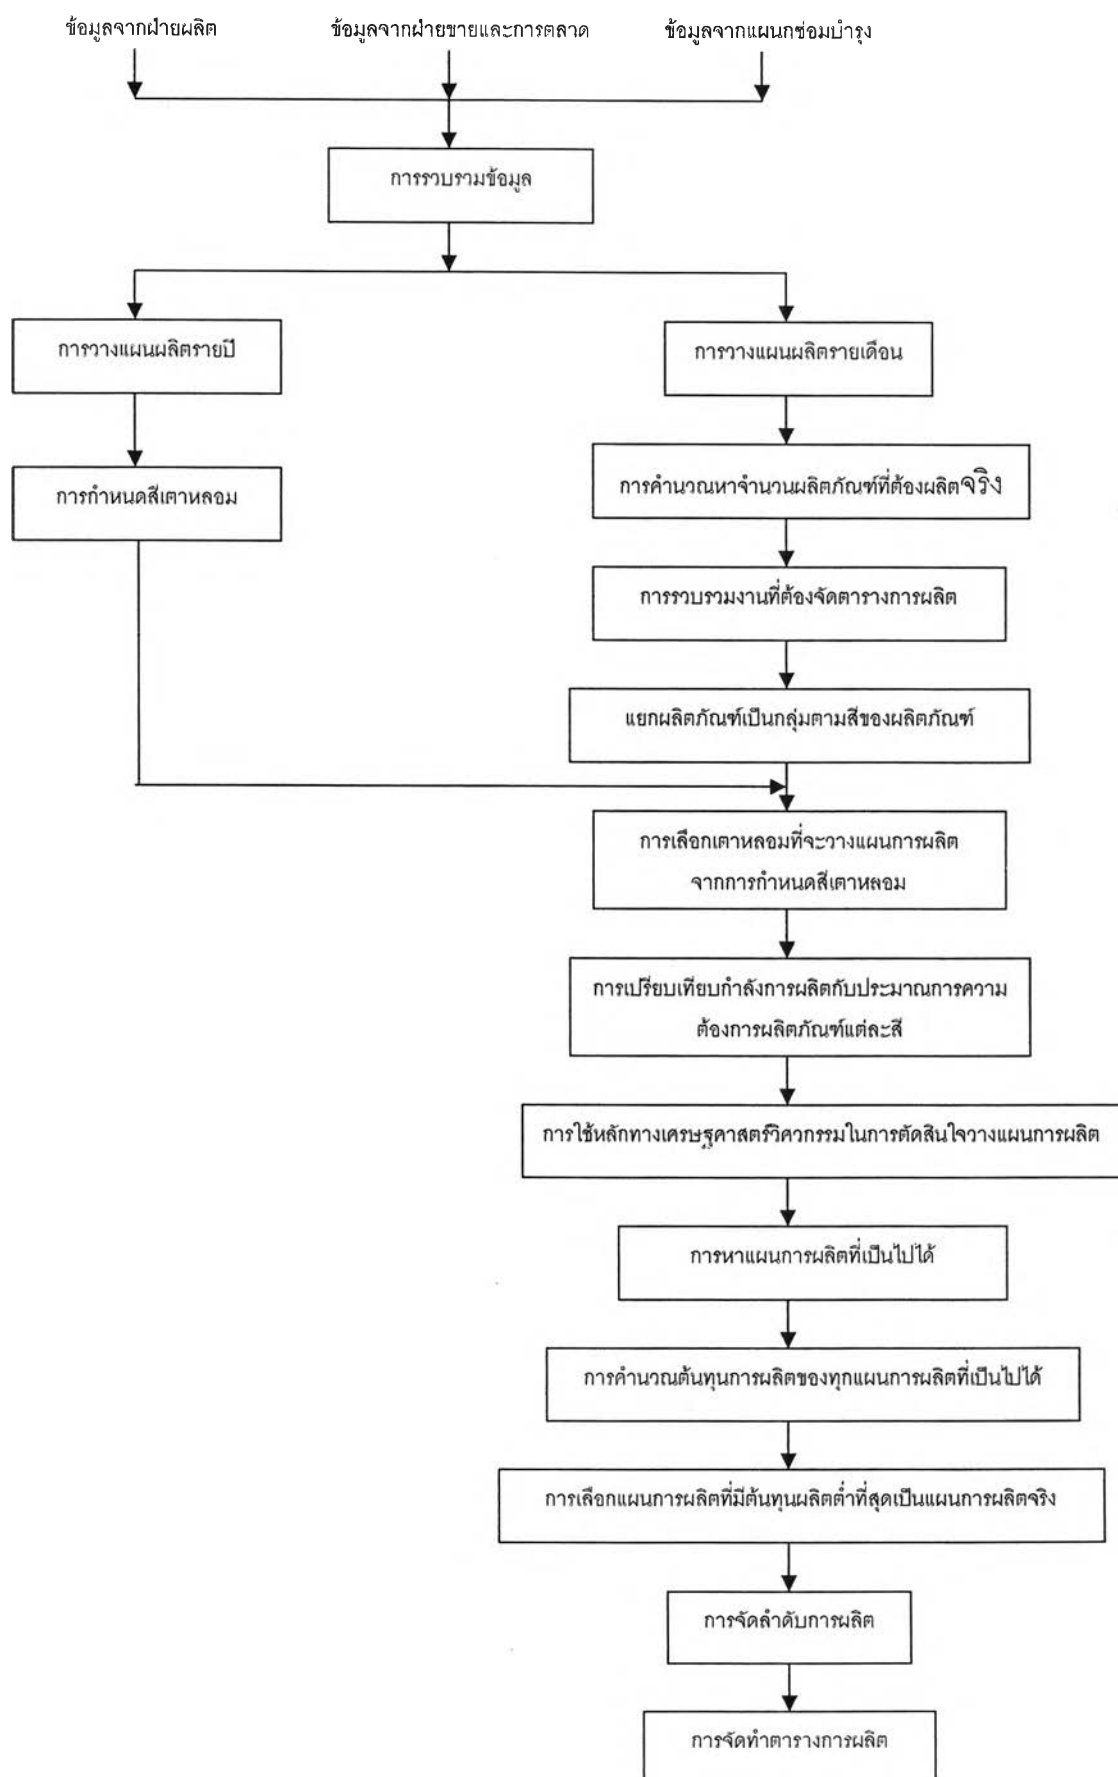 ข้อมูลจากฝ่ายผลิต
ข้อมูลจากฝ่ายขายและการตลาด
ข้อมูลจากแผนกซ่อมบำรุง
การรวบรวมข้อมูล
การวางแผนผลิตรายปี
การวางแผนผลิตรายเดือน
การกำหนดสีเตาหลอม
การคำนวณหาจำนวนผลิตภัณฑ์ที่ต้องผลิตจริง
การรวบรวมงานที่ต้องจัดตารางการผลิต
แยกผลิตภัณฑ์เป็นกลุ่มตามสีของผลิตภัณฑ์
การเลือกเตาหลอมที่จะวางแผนการผลิต
จากการกำหนดสีเตาหลอม
การเปรียบเทียบกำลังการผลิตกับประมาณการความ
ต้องการผลิตภัณฑ์แต่ละสี
การใช้หลักทางเศรษฐศาสตร์วิศวกรรมในการตัดสินใจวางแผนการผลิต
การหาแผนการผลิตที่เป็นไปได้
การคำนวณต้นทุนการผลิตของทุกแผนการผลิตที่เป็นไปได้
การเลือกแผนการผลิตที่มีต้นทุนผลิตต่ำที่สุดเป็นแผนการผลิตจริง
การจัดลำดับการผลิต
การจัดทำตารางการผลิต